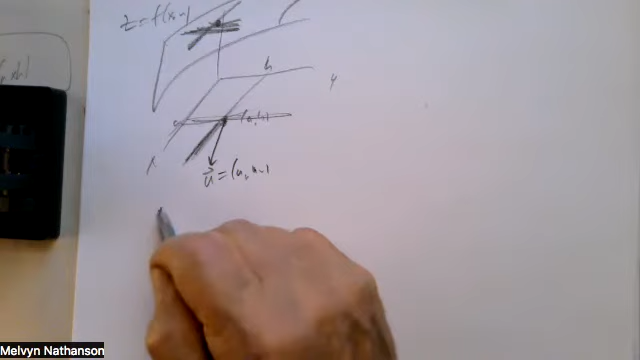 z = f(x,y)
b
y
(a,b)
x
u⃗ = (u₁, u₂)
Melvyn Nathanson